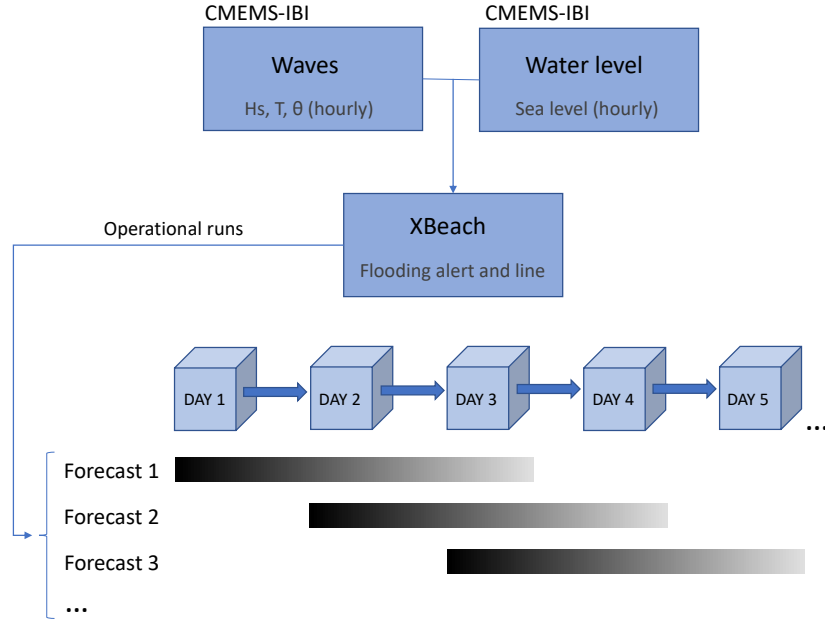 CMEMS-IBI
CMEMS-IBI
Waves
Hs, T, θ (hourly)
Water level
Sea level (hourly)
XBeach
Flooding alert and line
Operational runs
DAY 1
DAY 2
DAY 3
DAY 4
DAY 5
...
Forecast 1
Forecast 2
Forecast 3
...